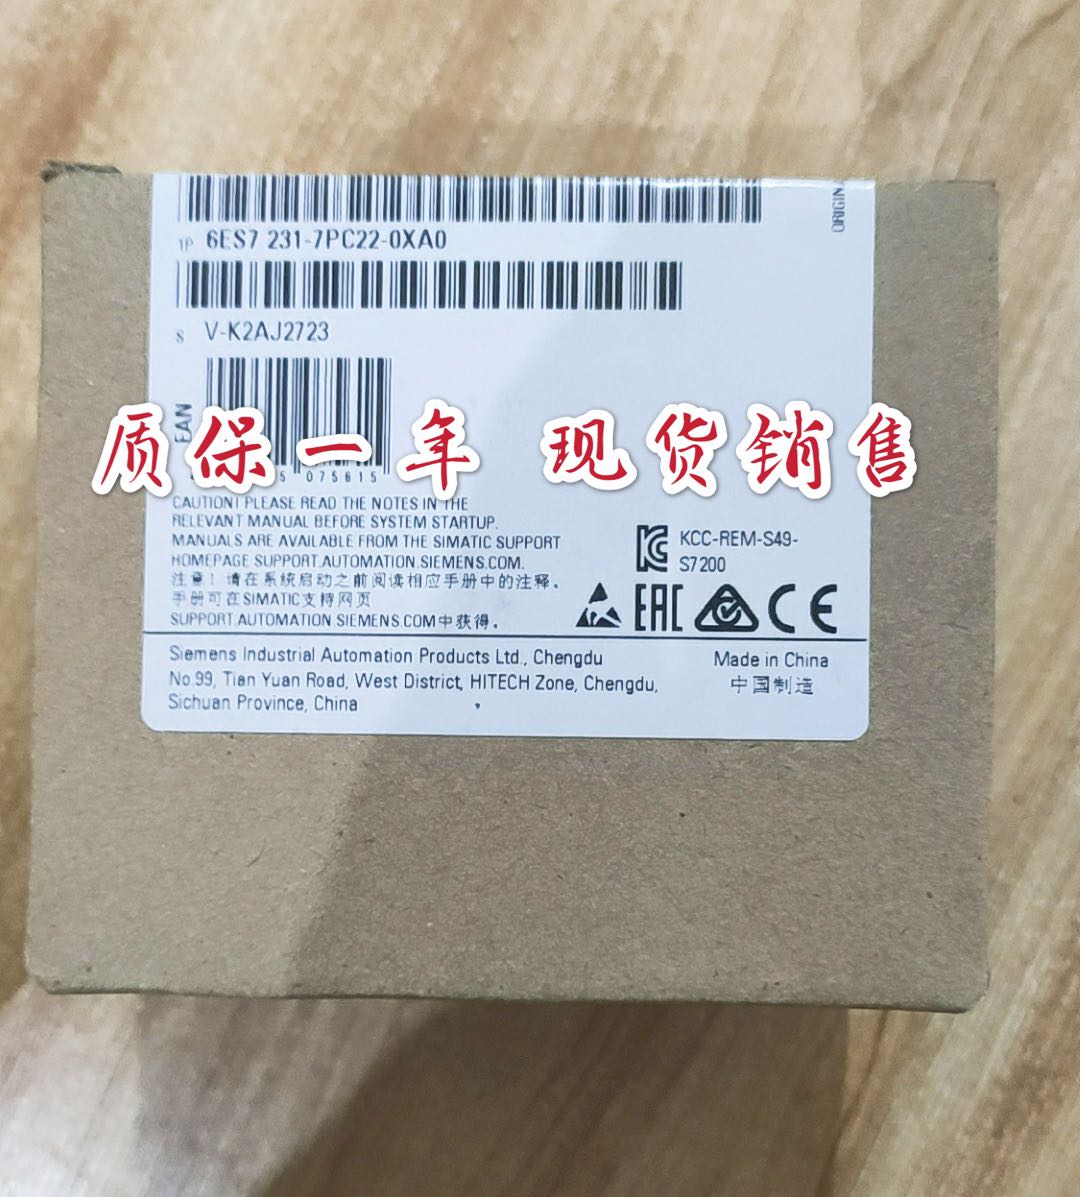 1P 6ES7 231-7PC22-0XA0
S V-K2AJ2723
EAN
质保一年 现货销售
5 075615
CAUTION! PLEASE READ THE NOTES IN THE
RELEVANT MANUAL BEFORE SYSTEM STARTUP.
MANUALS ARE AVAILABLE FROM THE SIMATIC SUPPORT
HOMEPAGE SUPPORT.AUTOMATION.SIEMENS.COM.
注意！请在系统启动之前阅读相应手册中的注释。
手册可在SIMATIC支持网页
SUPPORT.AUTOMATION.SIEMENS.COM中获得。
KCC-REM-S49-
S7200
EAC
CE
Siemens Industrial Automation Products Ltd., Chengdu
No.99, Tian Yuan Road, West District, HITECH Zone, Chengdu,
Sichuan Province, China
Made in China
中国制造